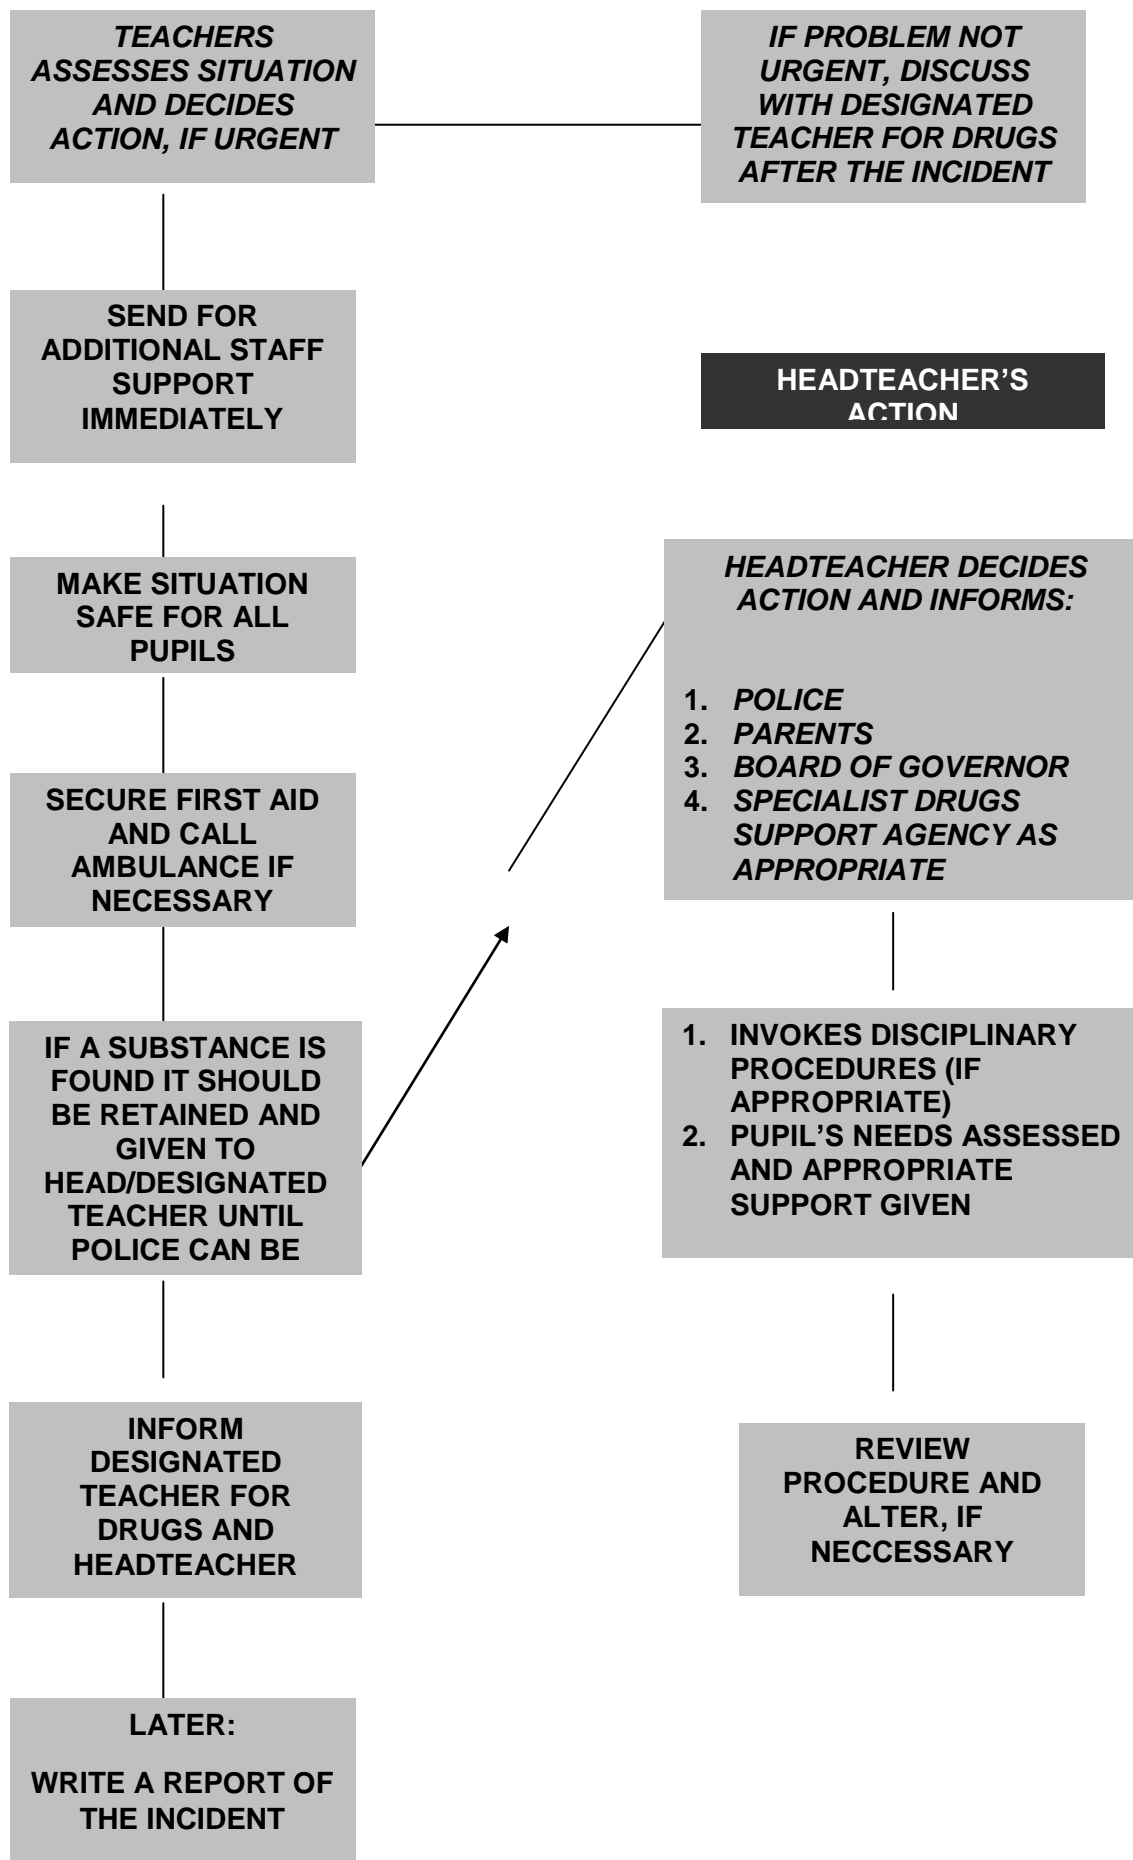 TEACHERS
ASSESSES SITUATION
AND DECIDES
ACTION, IF URGENT
IF PROBLEM NOT
URGENT, DISCUSS
WITH DESIGNATED
TEACHER FOR DRUGS
AFTER THE INCIDENT
SEND FOR
ADDITIONAL STAFF
SUPPORT
IMMEDIATELY
MAKE SITUATION
SAFE FOR ALL
PUPILS
SECURE FIRST AID
AND CALL
AMBULANCE IF
NECESSARY
IF A SUBSTANCE IS
FOUND IT SHOULD
BE RETAINED AND
GIVEN TO
HEAD/DESIGNATED
TEACHER UNTIL
POLICE CAN BE
INFORM
DESIGNATED
TEACHER FOR
DRUGS AND
HEADTEACHER
LATER:
WRITE A REPORT OF
THE INCIDENT
HEADTEACHER’S
ACTION
HEADTEACHER DECIDES
ACTION AND INFORMS:
1. POLICE
2. PARENTS
3. BOARD OF GOVERNOR
4. SPECIALIST DRUGS
SUPPORT AGENCY AS
APPROPRIATE
1. INVOKES DISCIPLINARY
PROCEDURES (IF
APPROPRIATE)
2. PUPIL’S NEEDS ASSESSED
AND APPROPRIATE
SUPPORT GIVEN
REVIEW
PROCEDURE AND
ALTER, IF
NECCESSARY